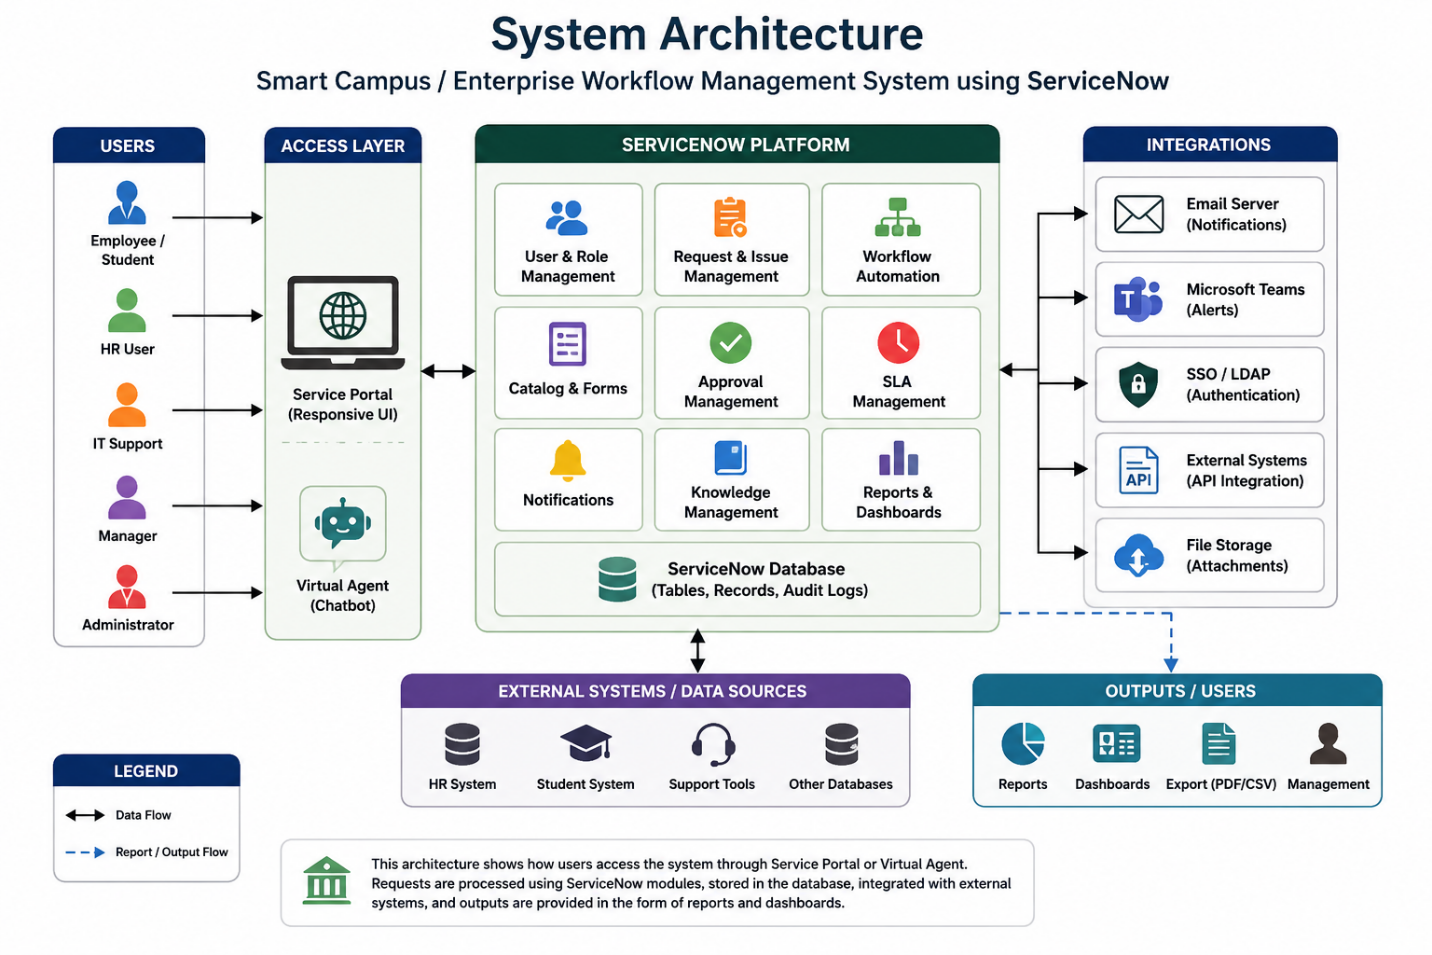 System Architecture
Smart Campus / Enterprise Workflow Management System using ServiceNow
USERS
Employee /
Student
HR User
IT Support
Manager
Administrator
ACCESS LAYER
Service Portal
(Responsive UI)
Virtual Agent
(Chatbot)
SERVICENOW PLATFORM
User & Role
Management
Request & Issue
Management
Workflow
Automation
Catalog & Forms
Approval
Management
SLA
Management
Notifications
Knowledge
Management
Reports &
Dashboards
ServiceNow Database
(Tables, Records, Audit Logs)
INTEGRATIONS
Email Server
(Notifications)
T
Microsoft Teams
(Alerts)
SSO / LDAP
(Authentication)
API
External Systems
(API Integration)
File Storage
(Attachments)
EXTERNAL SYSTEMS / DATA SOURCES
HR System
Student System
Support Tools
Other Databases
OUTPUTS / USERS
Reports
Dashboards
Export (PDF/CSV)
Management
LEGEND
Data Flow
Report / Output Flow
This architecture shows how users access the system through Service Portal or Virtual Agent.
Requests are processed using ServiceNow modules, stored in the database, integrated with external
systems, and outputs are provided in the form of reports and dashboards.